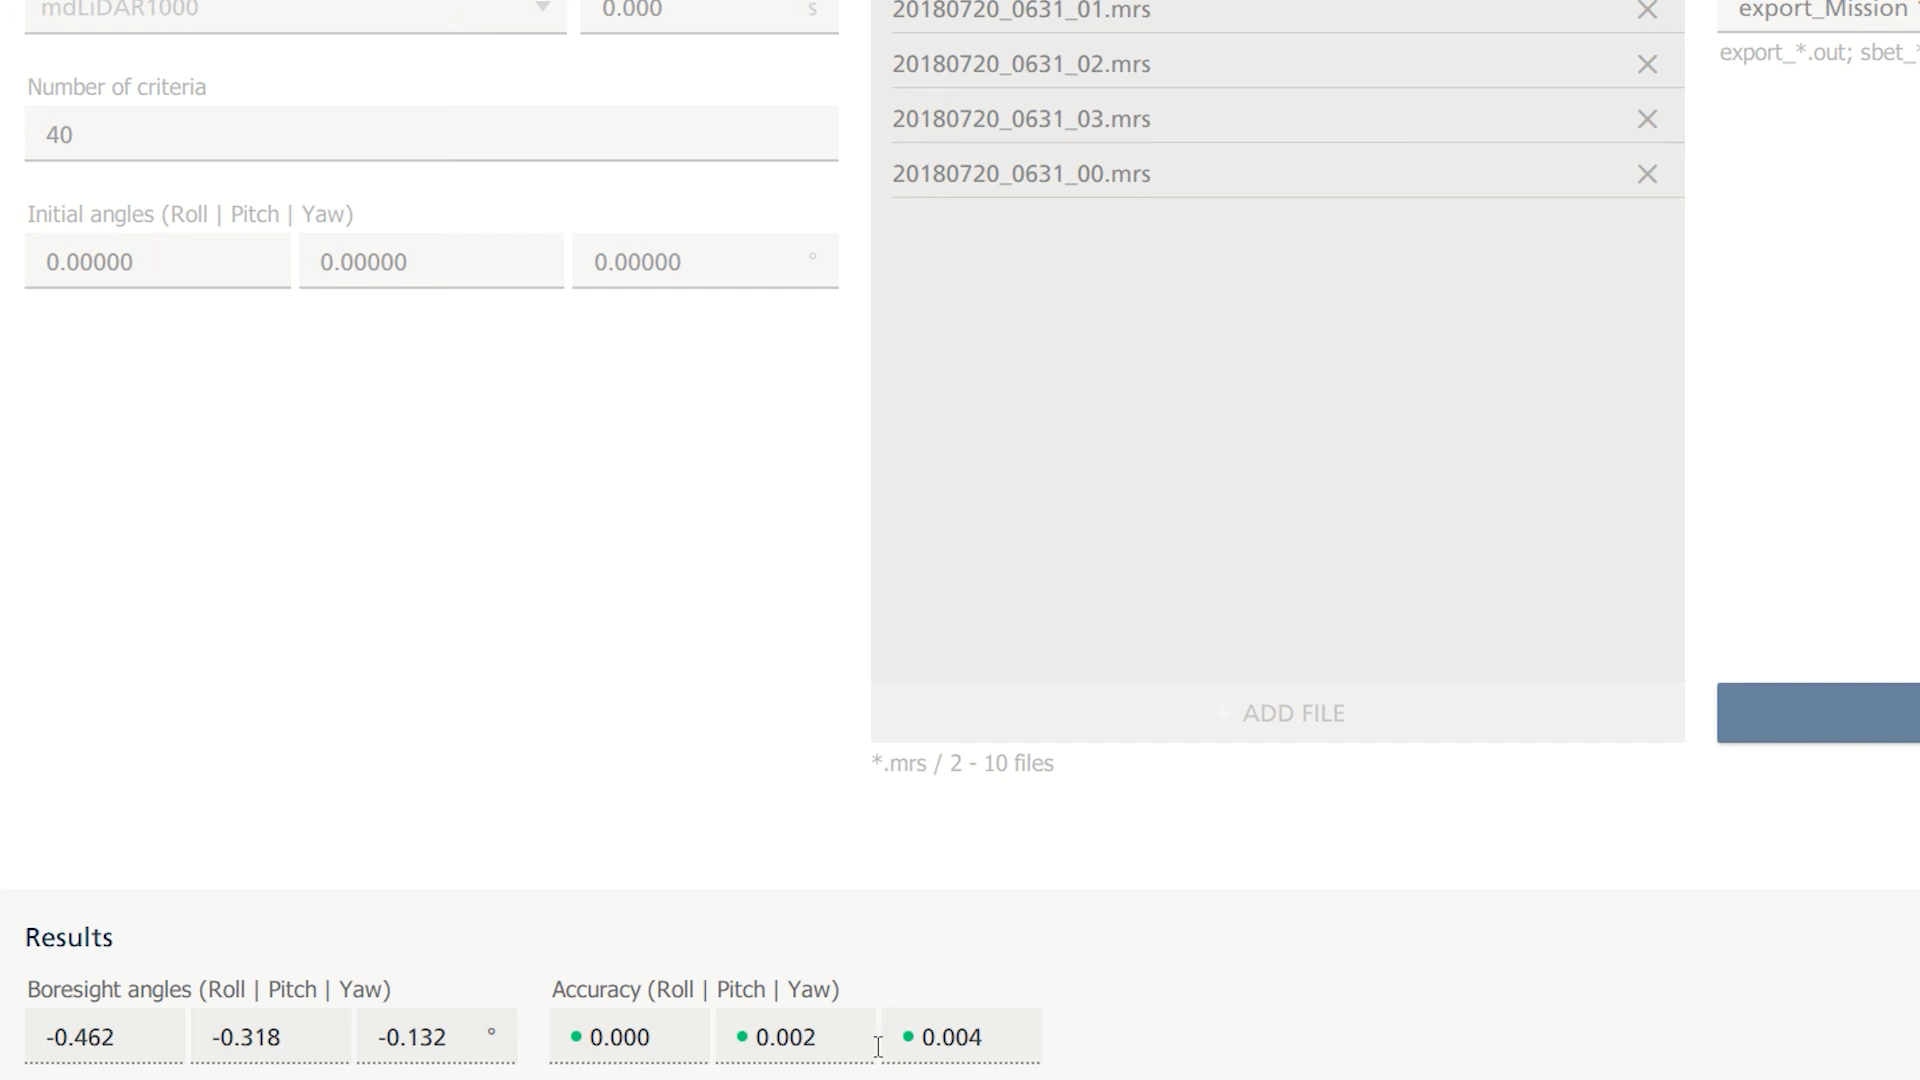 mdLiDAR1000
0.000 s
Number of criteria
40
Initial angles (Roll | Pitch | Yaw)
0.00000 0.00000 0.00000 °
20180720_0631_01.mrs
20180720_0631_02.mrs
20180720_0631_03.mrs
20180720_0631_00.mrs
+ ADD FILE
*.mrs / 2 - 10 files
export_Mission
export_*.out; sbet_*
Results
Boresight angles (Roll | Pitch | Yaw)
-0.462 -0.318 -0.132 °
Accuracy (Roll | Pitch | Yaw)
0.000 0.002 0.004